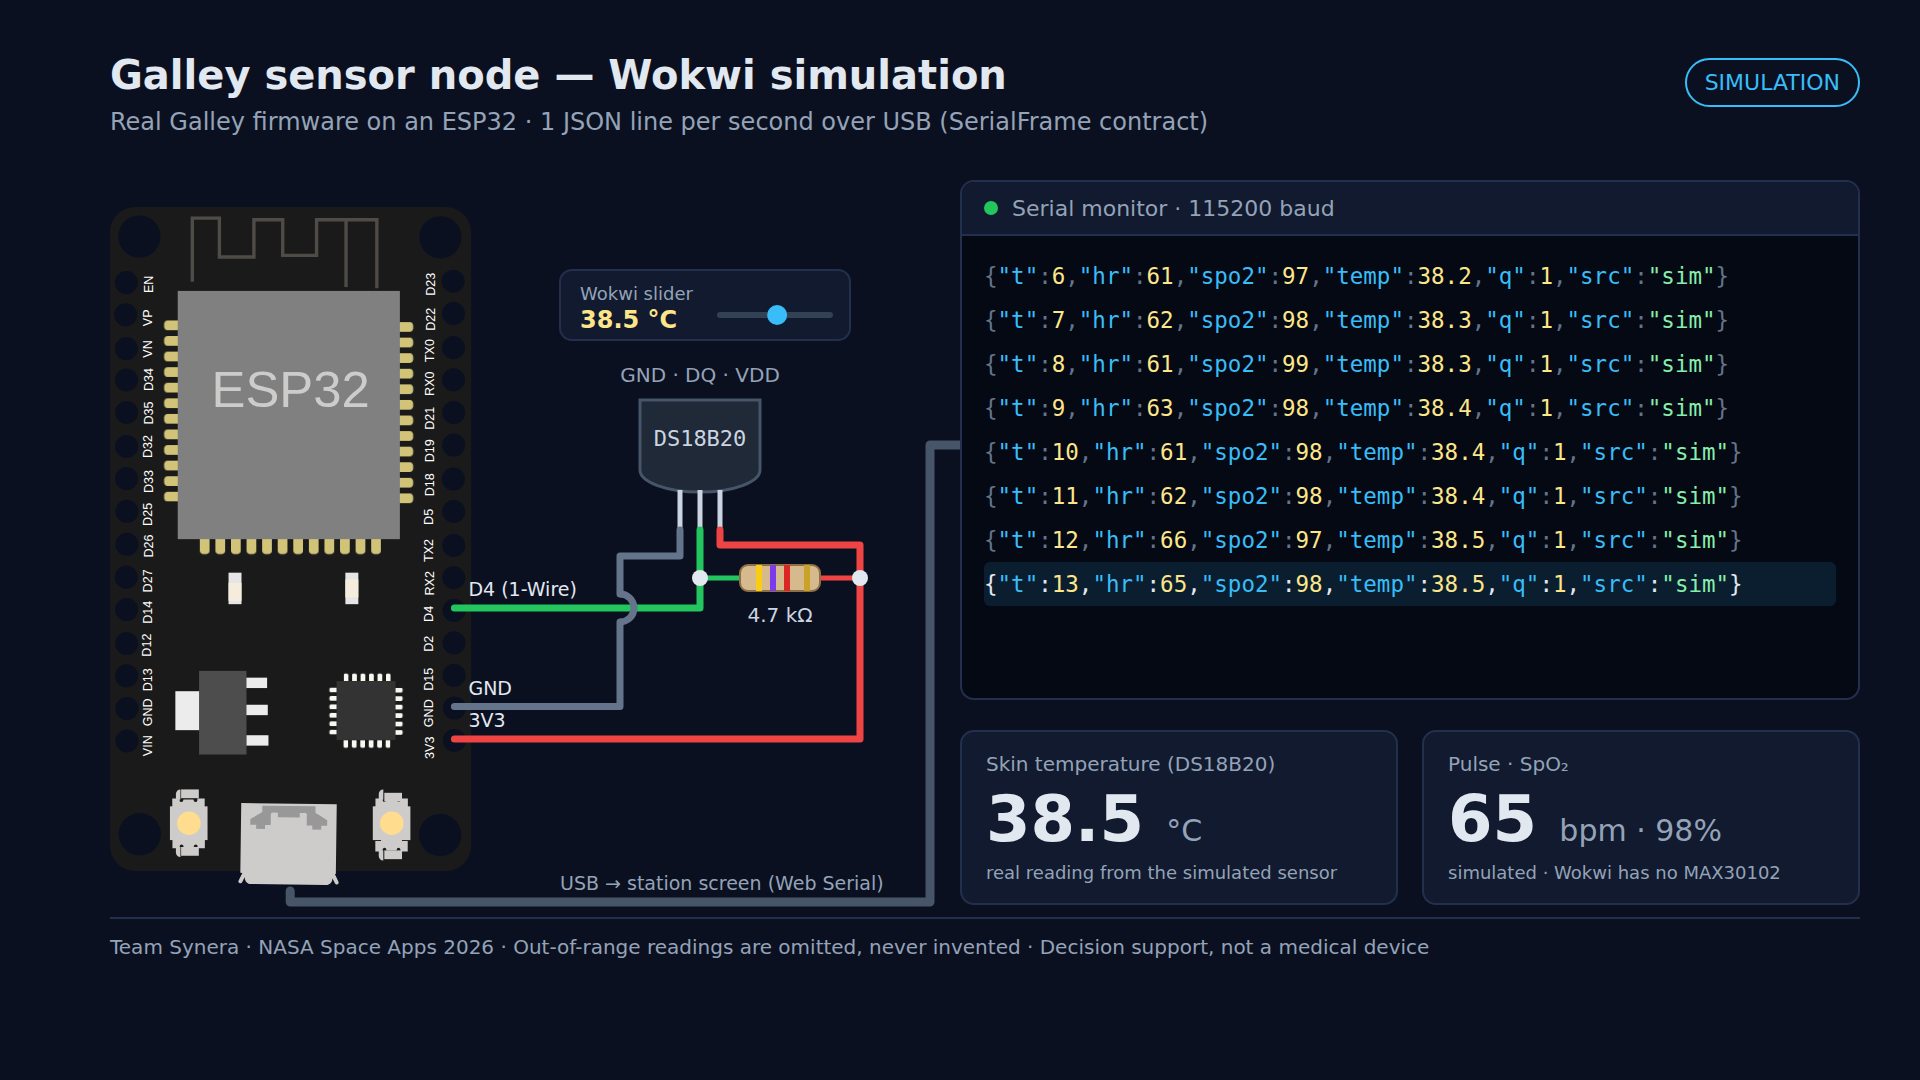 Galley sensor node — Wokwi simulation
SIMULATION
Real Galley firmware on an ESP32 · 1 JSON line per second over USB (SerialFrame contract)
EN
VP
VN
D34
D35
D32
D33
D25
D26
D27
D14
D12
D13
GND
VIN
ESP32
D23
D22
TX0
RX0
D21
D19
D18
D5
TX2
RX2
D4
D2
D15
GND
3V3
Wokwi slider
38.5 °C
GND · DQ · VDD
DS18B20
D4 (1-Wire)
4.7 kΩ
GND
3V3
USB → station screen (Web Serial)
Serial monitor · 115200 baud
{"t":6,"hr":61,"spo2":97,"temp":38.2,"q":1,"src":"sim"}
{"t":7,"hr":62,"spo2":98,"temp":38.3,"q":1,"src":"sim"}
{"t":8,"hr":61,"spo2":99,"temp":38.3,"q":1,"src":"sim"}
{"t":9,"hr":63,"spo2":98,"temp":38.4,"q":1,"src":"sim"}
{"t":10,"hr":61,"spo2":98,"temp":38.4,"q":1,"src":"sim"}
{"t":11,"hr":62,"spo2":98,"temp":38.4,"q":1,"src":"sim"}
{"t":12,"hr":66,"spo2":97,"temp":38.5,"q":1,"src":"sim"}
{"t":13,"hr":65,"spo2":98,"temp":38.5,"q":1,"src":"sim"}
Skin temperature (DS18B20)
38.5 °C
real reading from the simulated sensor
Pulse · SpO₂
65 bpm · 98%
simulated · Wokwi has no MAX30102
Team Synera · NASA Space Apps 2026 · Out-of-range readings are omitted, never invented · Decision support, not a medical device